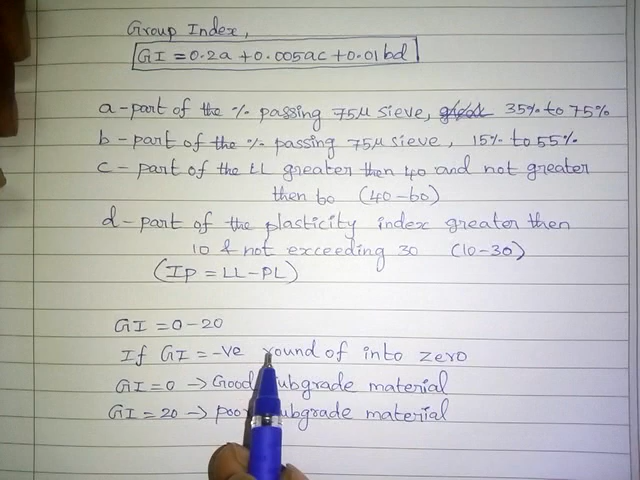 Group Index,
GI = 0.2a + 0.005ac + 0.01bd
a - part of the % passing 75μ sieve, 35% to 75%
b - part of the % passing 75μ sieve, 15% to 55%
c - part of the LL greater then 40 and not greater
then 60 (40-60)
d - part of the plasticity index greater then
10 & not exceeding 30 (10-30)
(Ip = LL-PL)
GI = 0-20
If GI = -ve round of into zero
GI = 0 → Good subgrade material
GI = 20 → poor subgrade material